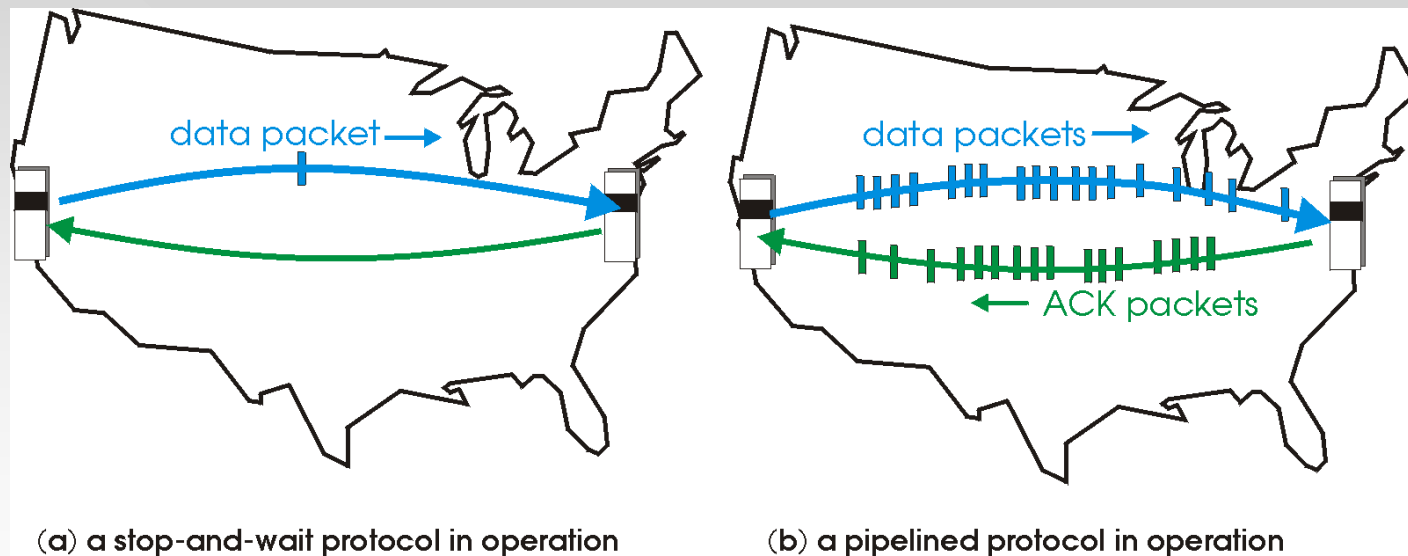 data packet
data packets
ACK packets
(a) a stop-and-wait protocol in operation
(b) a pipelined protocol in operation